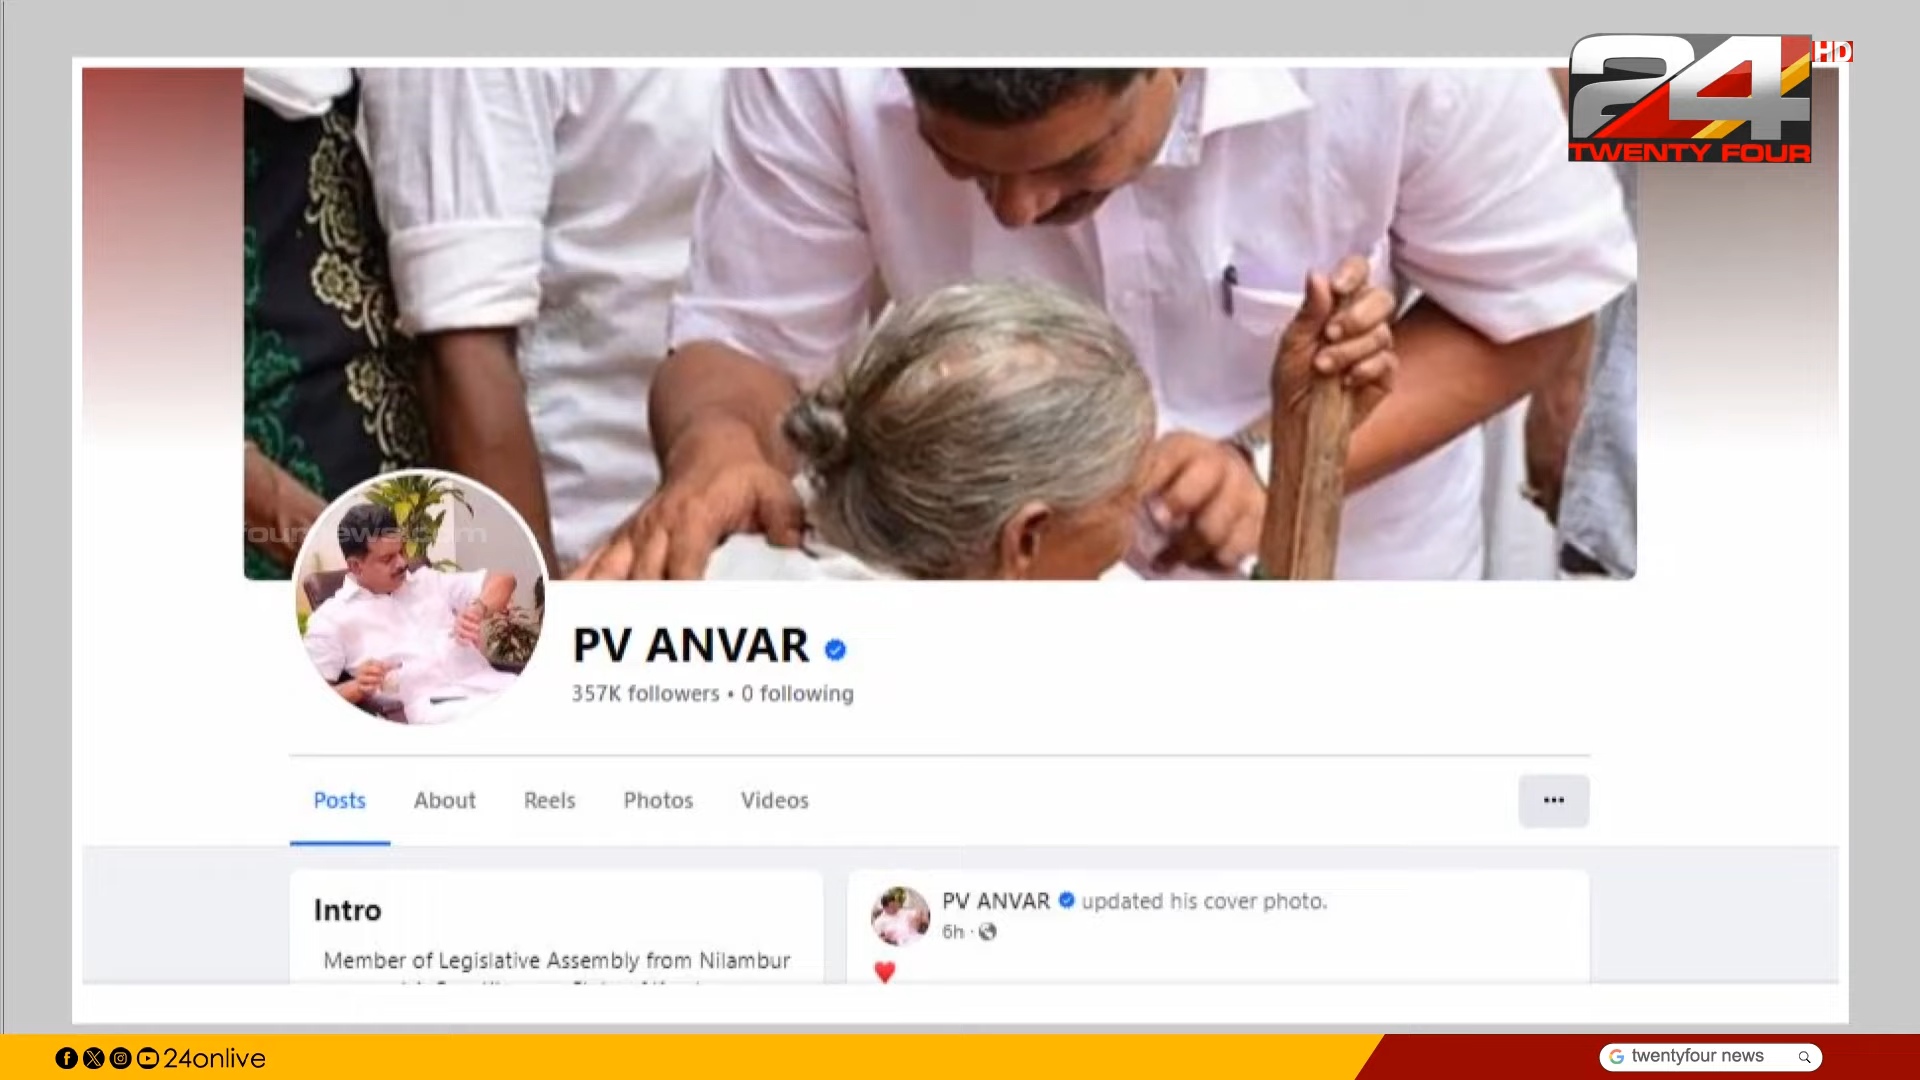 24 HD
TWENTY FOUR
PV ANVAR
357K followers • 0 following
Posts About Reels Photos Videos
Intro
Member of Legislative Assembly from Nilambur
PV ANVAR updated his cover photo.
6h ·
24onlive
twentyfour news